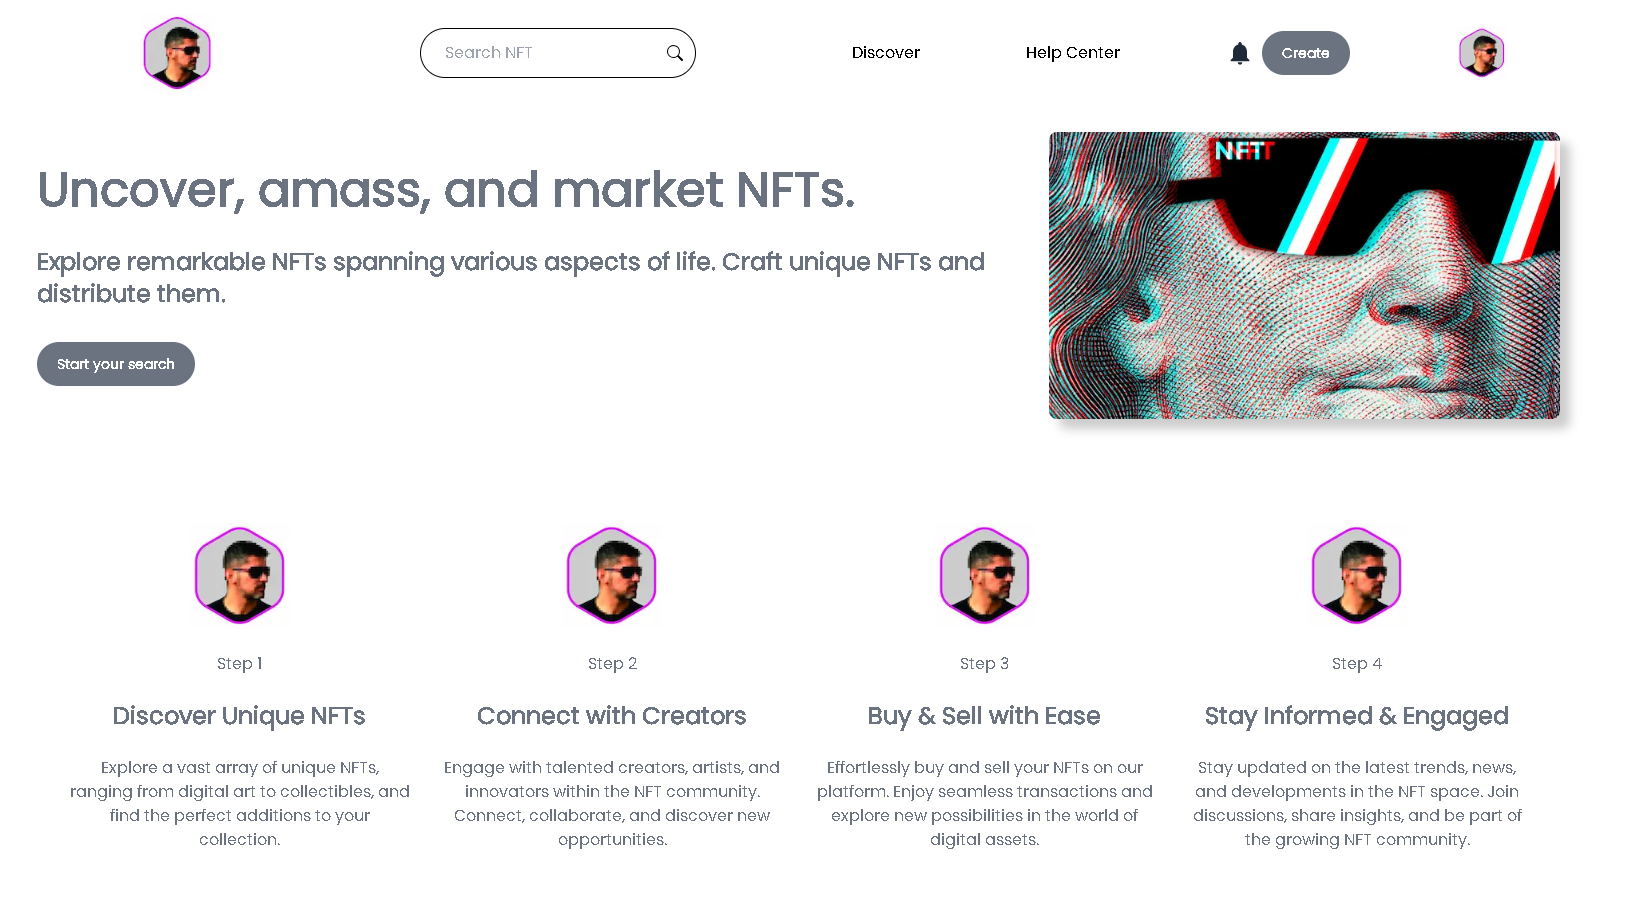 Search NFT
Discover
Help Center
Create
Uncover, amass, and market NFTs.
Explore remarkable NFTs spanning various aspects of life. Craft unique NFTs and
distribute them.
Start your search
NFT
Step 1
Discover Unique NFTs
Explore a vast array of unique NFTs,
ranging from digital art to collectibles, and
find the perfect additions to your
collection.
Step 2
Connect with Creators
Engage with talented creators, artists, and
innovators within the NFT community.
Connect, collaborate, and discover new
opportunities.
Step 3
Buy & Sell with Ease
Effortlessly buy and sell your NFTs on our
platform. Enjoy seamless transactions and
explore new possibilities in the world of
digital assets.
Step 4
Stay Informed & Engaged
Stay updated on the latest trends, news,
and developments in the NFT space. Join
discussions, share insights, and be part of
the growing NFT community.